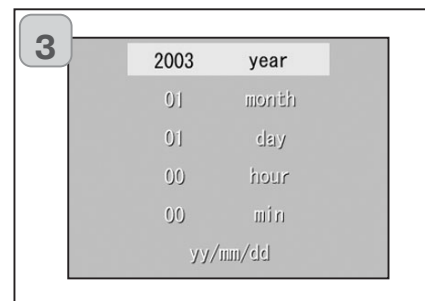 3
2003 year
01 month
01 day
00 hour
00 min
yy/mm/dd